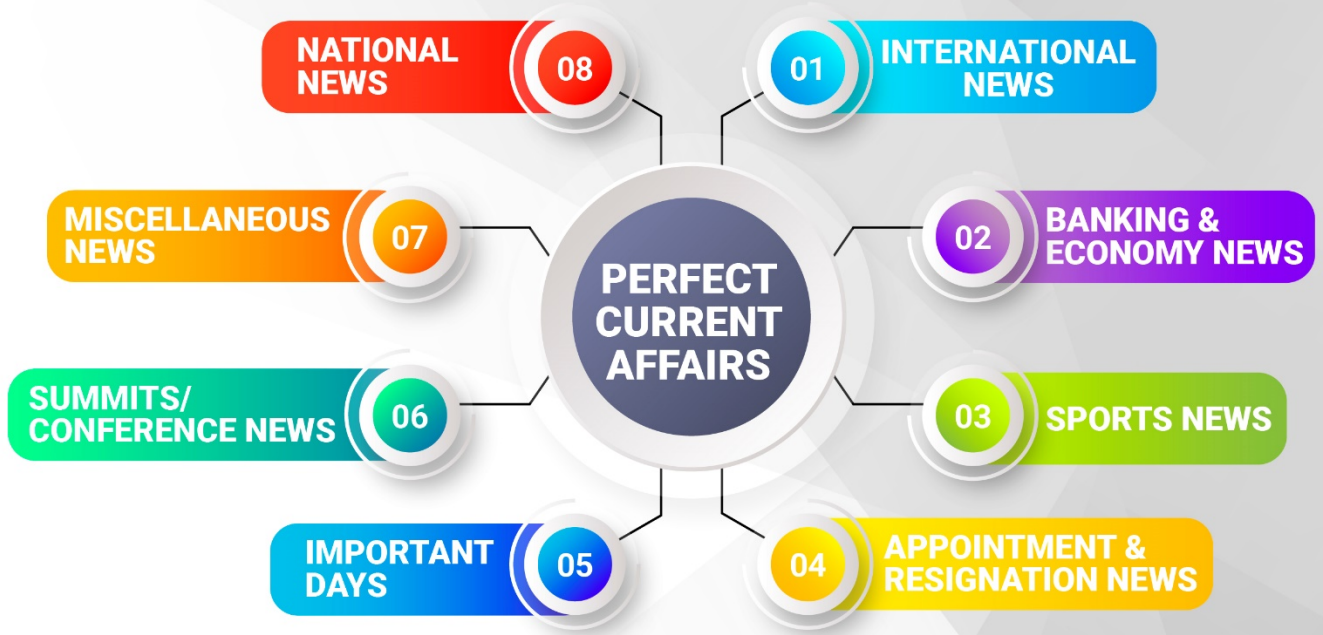 PERFECT
CURRENT
AFFAIRS
01
INTERNATIONAL
NEWS
02
BANKING &
ECONOMY NEWS
03
SPORTS NEWS
04
APPOINTMENT &
RESIGNATION NEWS
05
IMPORTANT
DAYS
06
SUMMITS/
CONFERENCE NEWS
07
MISCELLANEOUS
NEWS
08
NATIONAL
NEWS